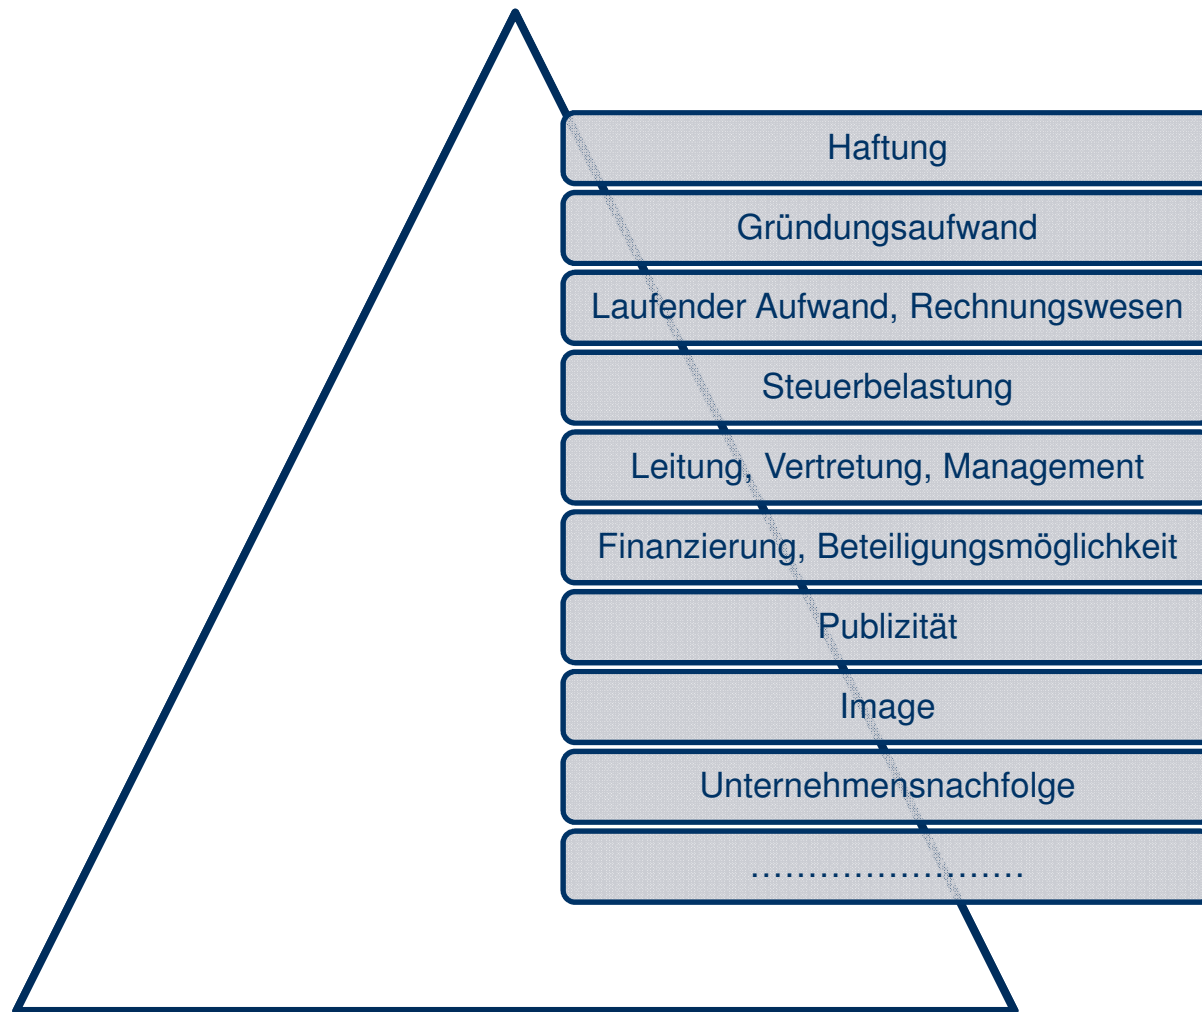 Haftung
Gründungsaufwand
Laufender Aufwand, Rechnungswesen
Steuerbelastung
Leitung, Vertretung, Management
Finanzierung, Beteiligungsmöglichkeit
Publizität
Image
Unternehmensnachfolge
……………………